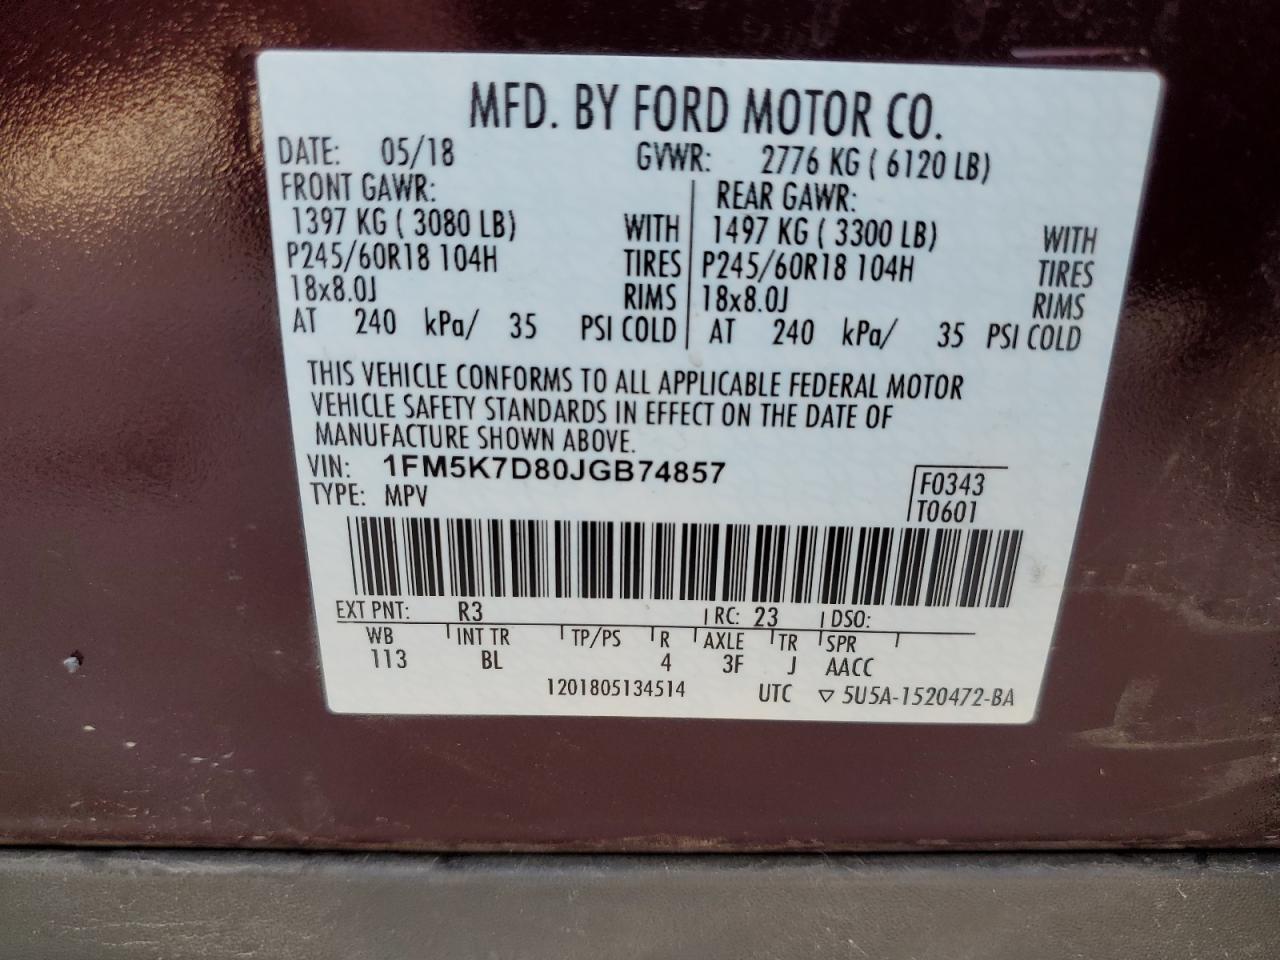 MFD. BY FORD MOTOR CO.
DATE: 05/18 GVWR: 2776 KG ( 6120 LB)
FRONT GAWR: REAR GAWR:
1397 KG ( 3080 LB) WITH 1497 KG ( 3300 LB) WITH
P245/60R18 104H TIRES P245/60R18 104H TIRES
18x8.0J RIMS 18x8.0J RIMS
AT 240 kPa/ 35 PSI COLD AT 240 kPa/ 35 PSI COLD
THIS VEHICLE CONFORMS TO ALL APPLICABLE FEDERAL MOTOR
VEHICLE SAFETY STANDARDS IN EFFECT ON THE DATE OF
MANUFACTURE SHOWN ABOVE.
VIN: 1FM5K7D80JGB74857 F0343
TYPE: MPV T0601
EXT PNT: R3 RC: 23 DSO:
WB INT TR TP/PS R AXLE TR SPR
113 BL 4 3F J AACC
1201805134514 UTC ▽ 5U5A-1520472-BA